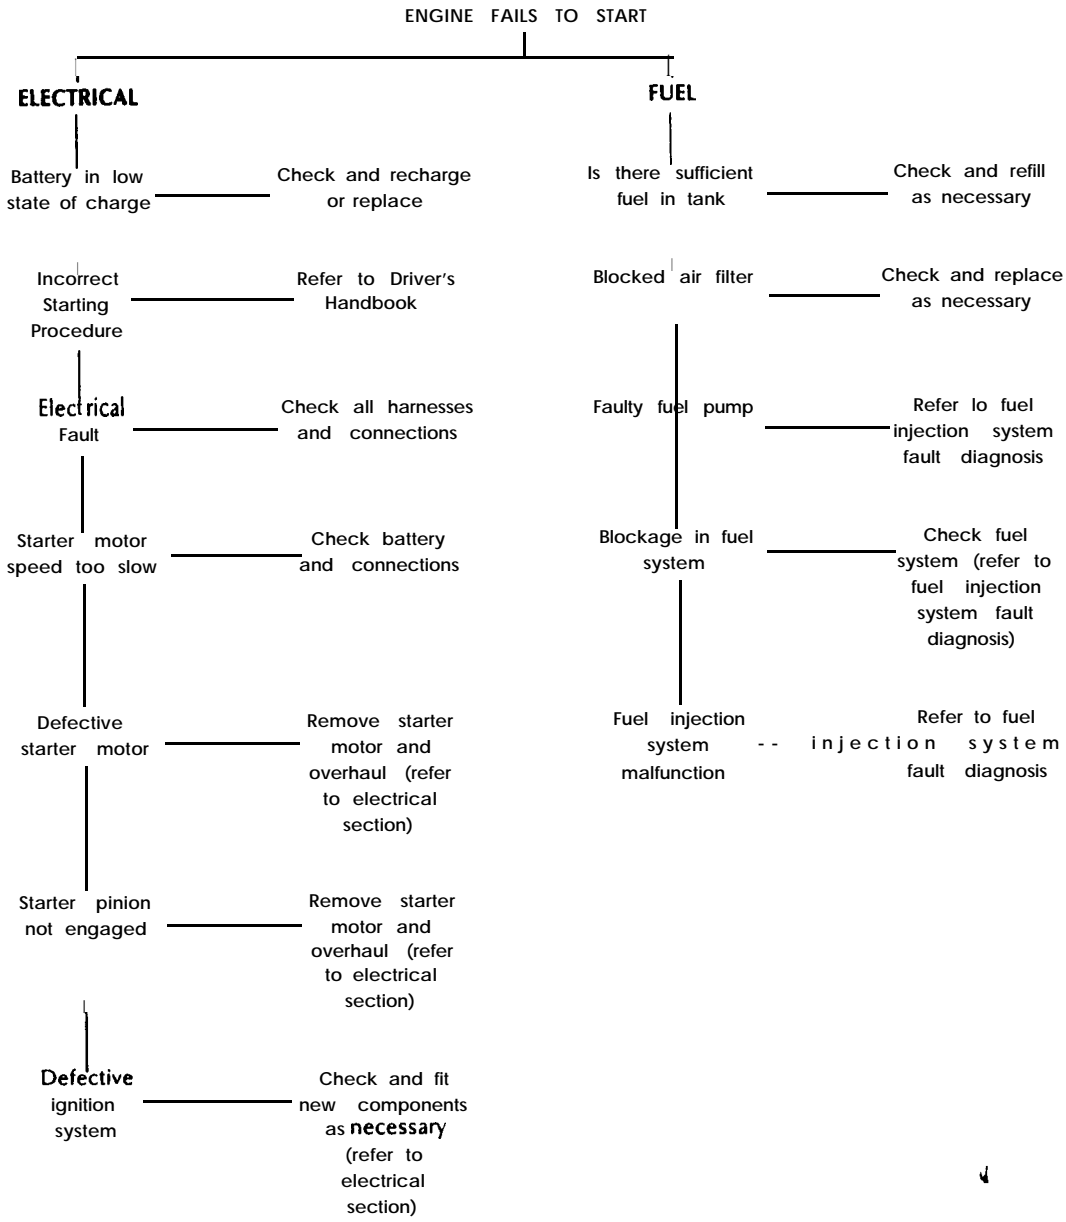 ENGINE FAILS TO START
ELECTRICAL
Battery in low
state of charge
Check and recharge
or replace
Incorrect
Starting
Procedure
Refer to Driver's
Handbook
Electrical
Fault
Check all harnesses
and connections
Starter motor
speed too slow
Check battery
and connections
Defective
starter motor
Remove starter
motor and
overhaul (refer
to electrical
section)
Starter pinion
not engaged
Remove starter
motor and
overhaul (refer
to electrical
section)
Defective
ignition
system
Check and fit
new components
as necessary
(refer to
electrical
section)
FUEL
Is there sufficient
fuel in tank
Check and refill
as necessary
Blocked air filter
Check and replace
as necessary
Faulty fuel pump
Refer lo fuel
injection system
fault diagnosis
Blockage in fuel
system
Check fuel
system (refer to
fuel injection
system fault
diagnosis)
Fuel injection
system
malfunction
Refer to fuel
-- injection system
fault diagnosis